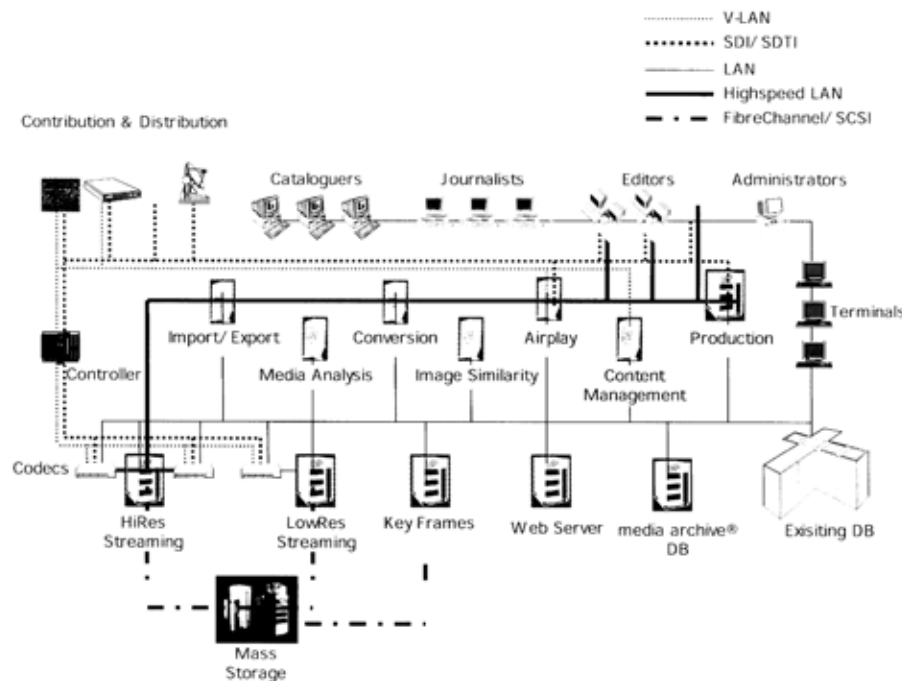 V-LAN
SDI/ SDTI
LAN
Highspeed LAN
FibreChannel/ SCSI
Contribution & Distribution
Cataloguers
Journalists
Editors
Administrators
Terminals
Import/ Export
Conversion
Airplay
Production
Controller
Media Analysis
Image Similarity
Content
Management
Codecs
HiRes
Streaming
LowRes
Streaming
Key Frames
Web Server
media archive®
DB
Exisiting DB
Mass
Storage